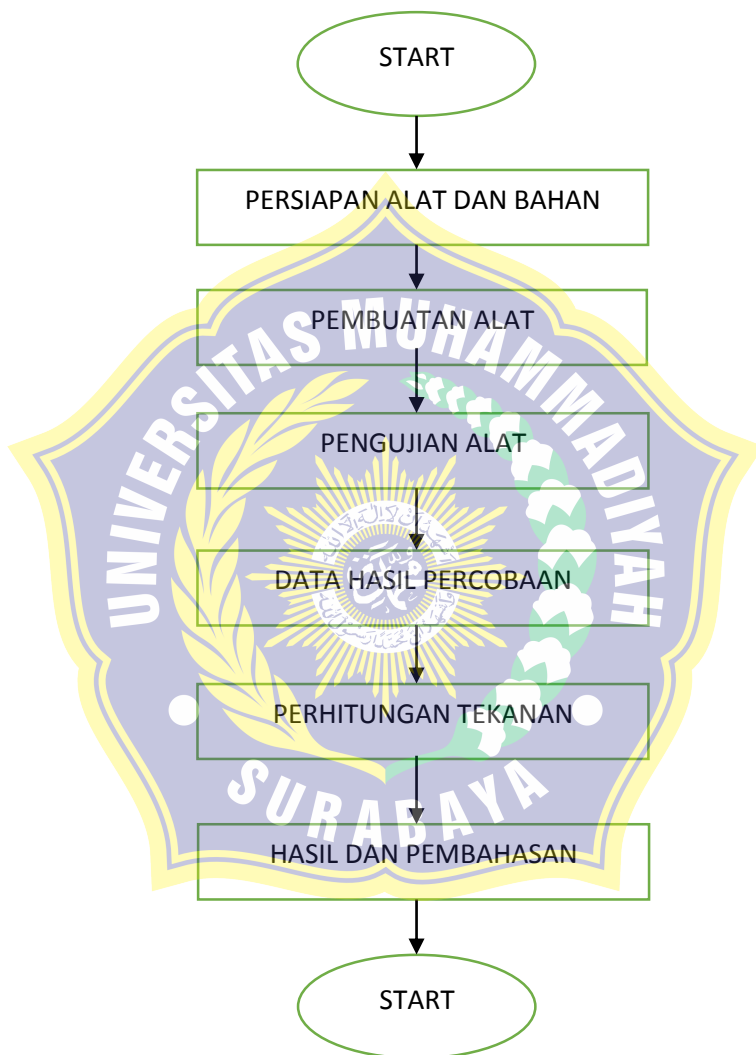 START
PERSIAPAN ALAT DAN BAHAN
PEMBUATAN ALAT
UNIVERSITAS MUHAMMADIYAH
PENGUJIAN ALAT
DATA HASIL PERCOBAAN
PERHITUNGAN TEKANAN
SURABAYA
HASIL DAN PEMBAHASAN
START